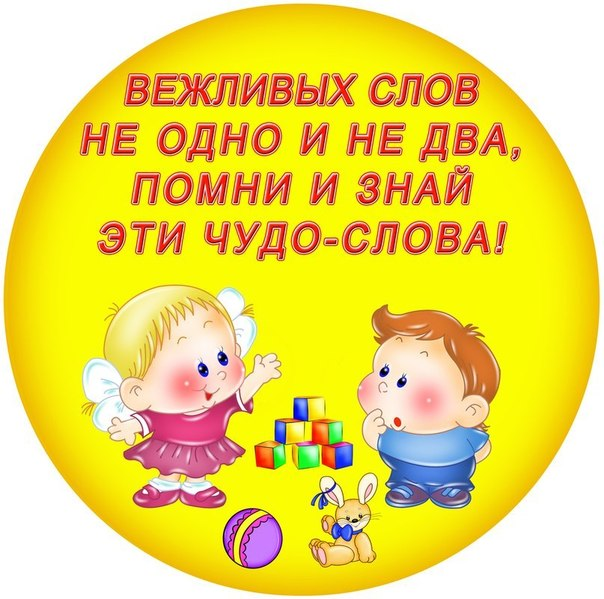 ВЕЖЛИВЫХ СЛОВ
НЕ ОДНО И НЕ ДВА,
ПОМНИ И ЗНАЙ
ЭТИ ЧУДО-СЛОВА!